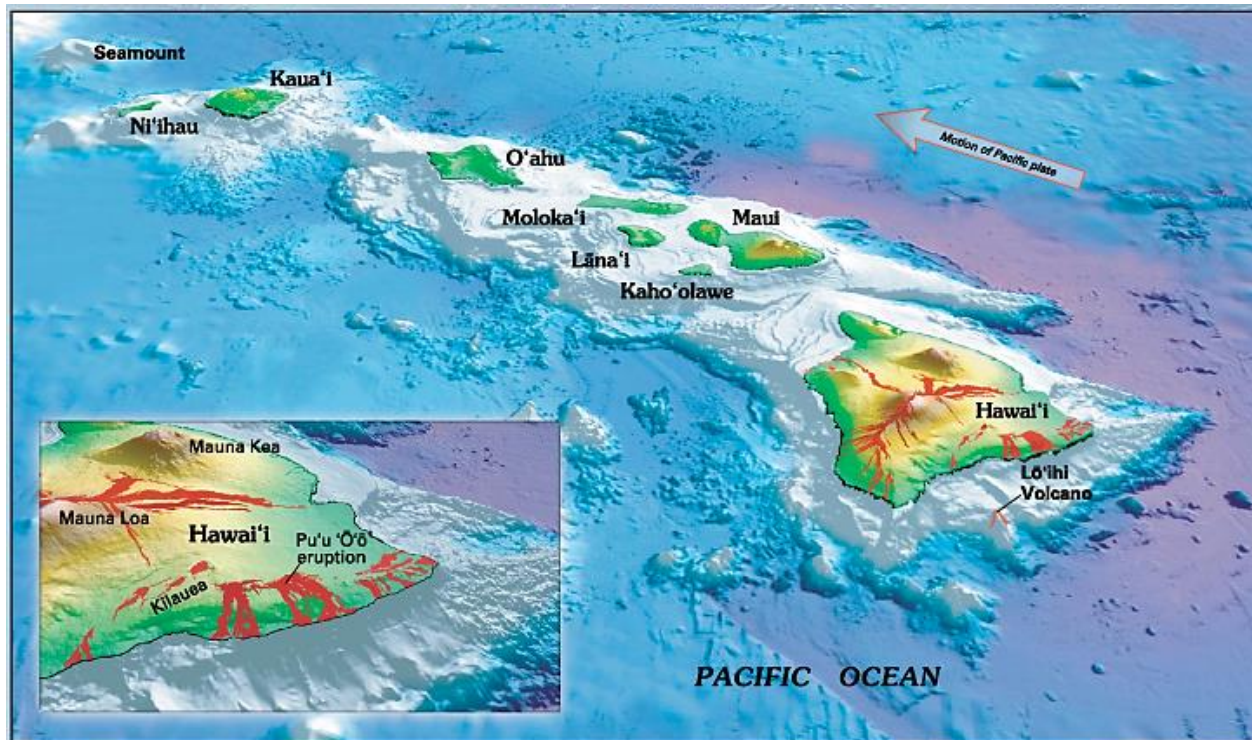 Seamount
Kaua‘i
Ni‘ihau
O‘ahu
Motion of Pacific plate
Moloka‘i
Maui
Lāna‘i
Kaho‘olawe
Hawai‘i
Lō‘ihi
Volcano
Mauna Kea
Mauna Loa
Hawai‘i
Pu‘u ‘Ō‘ō
eruption
Kilauea
PACIFIC OCEAN